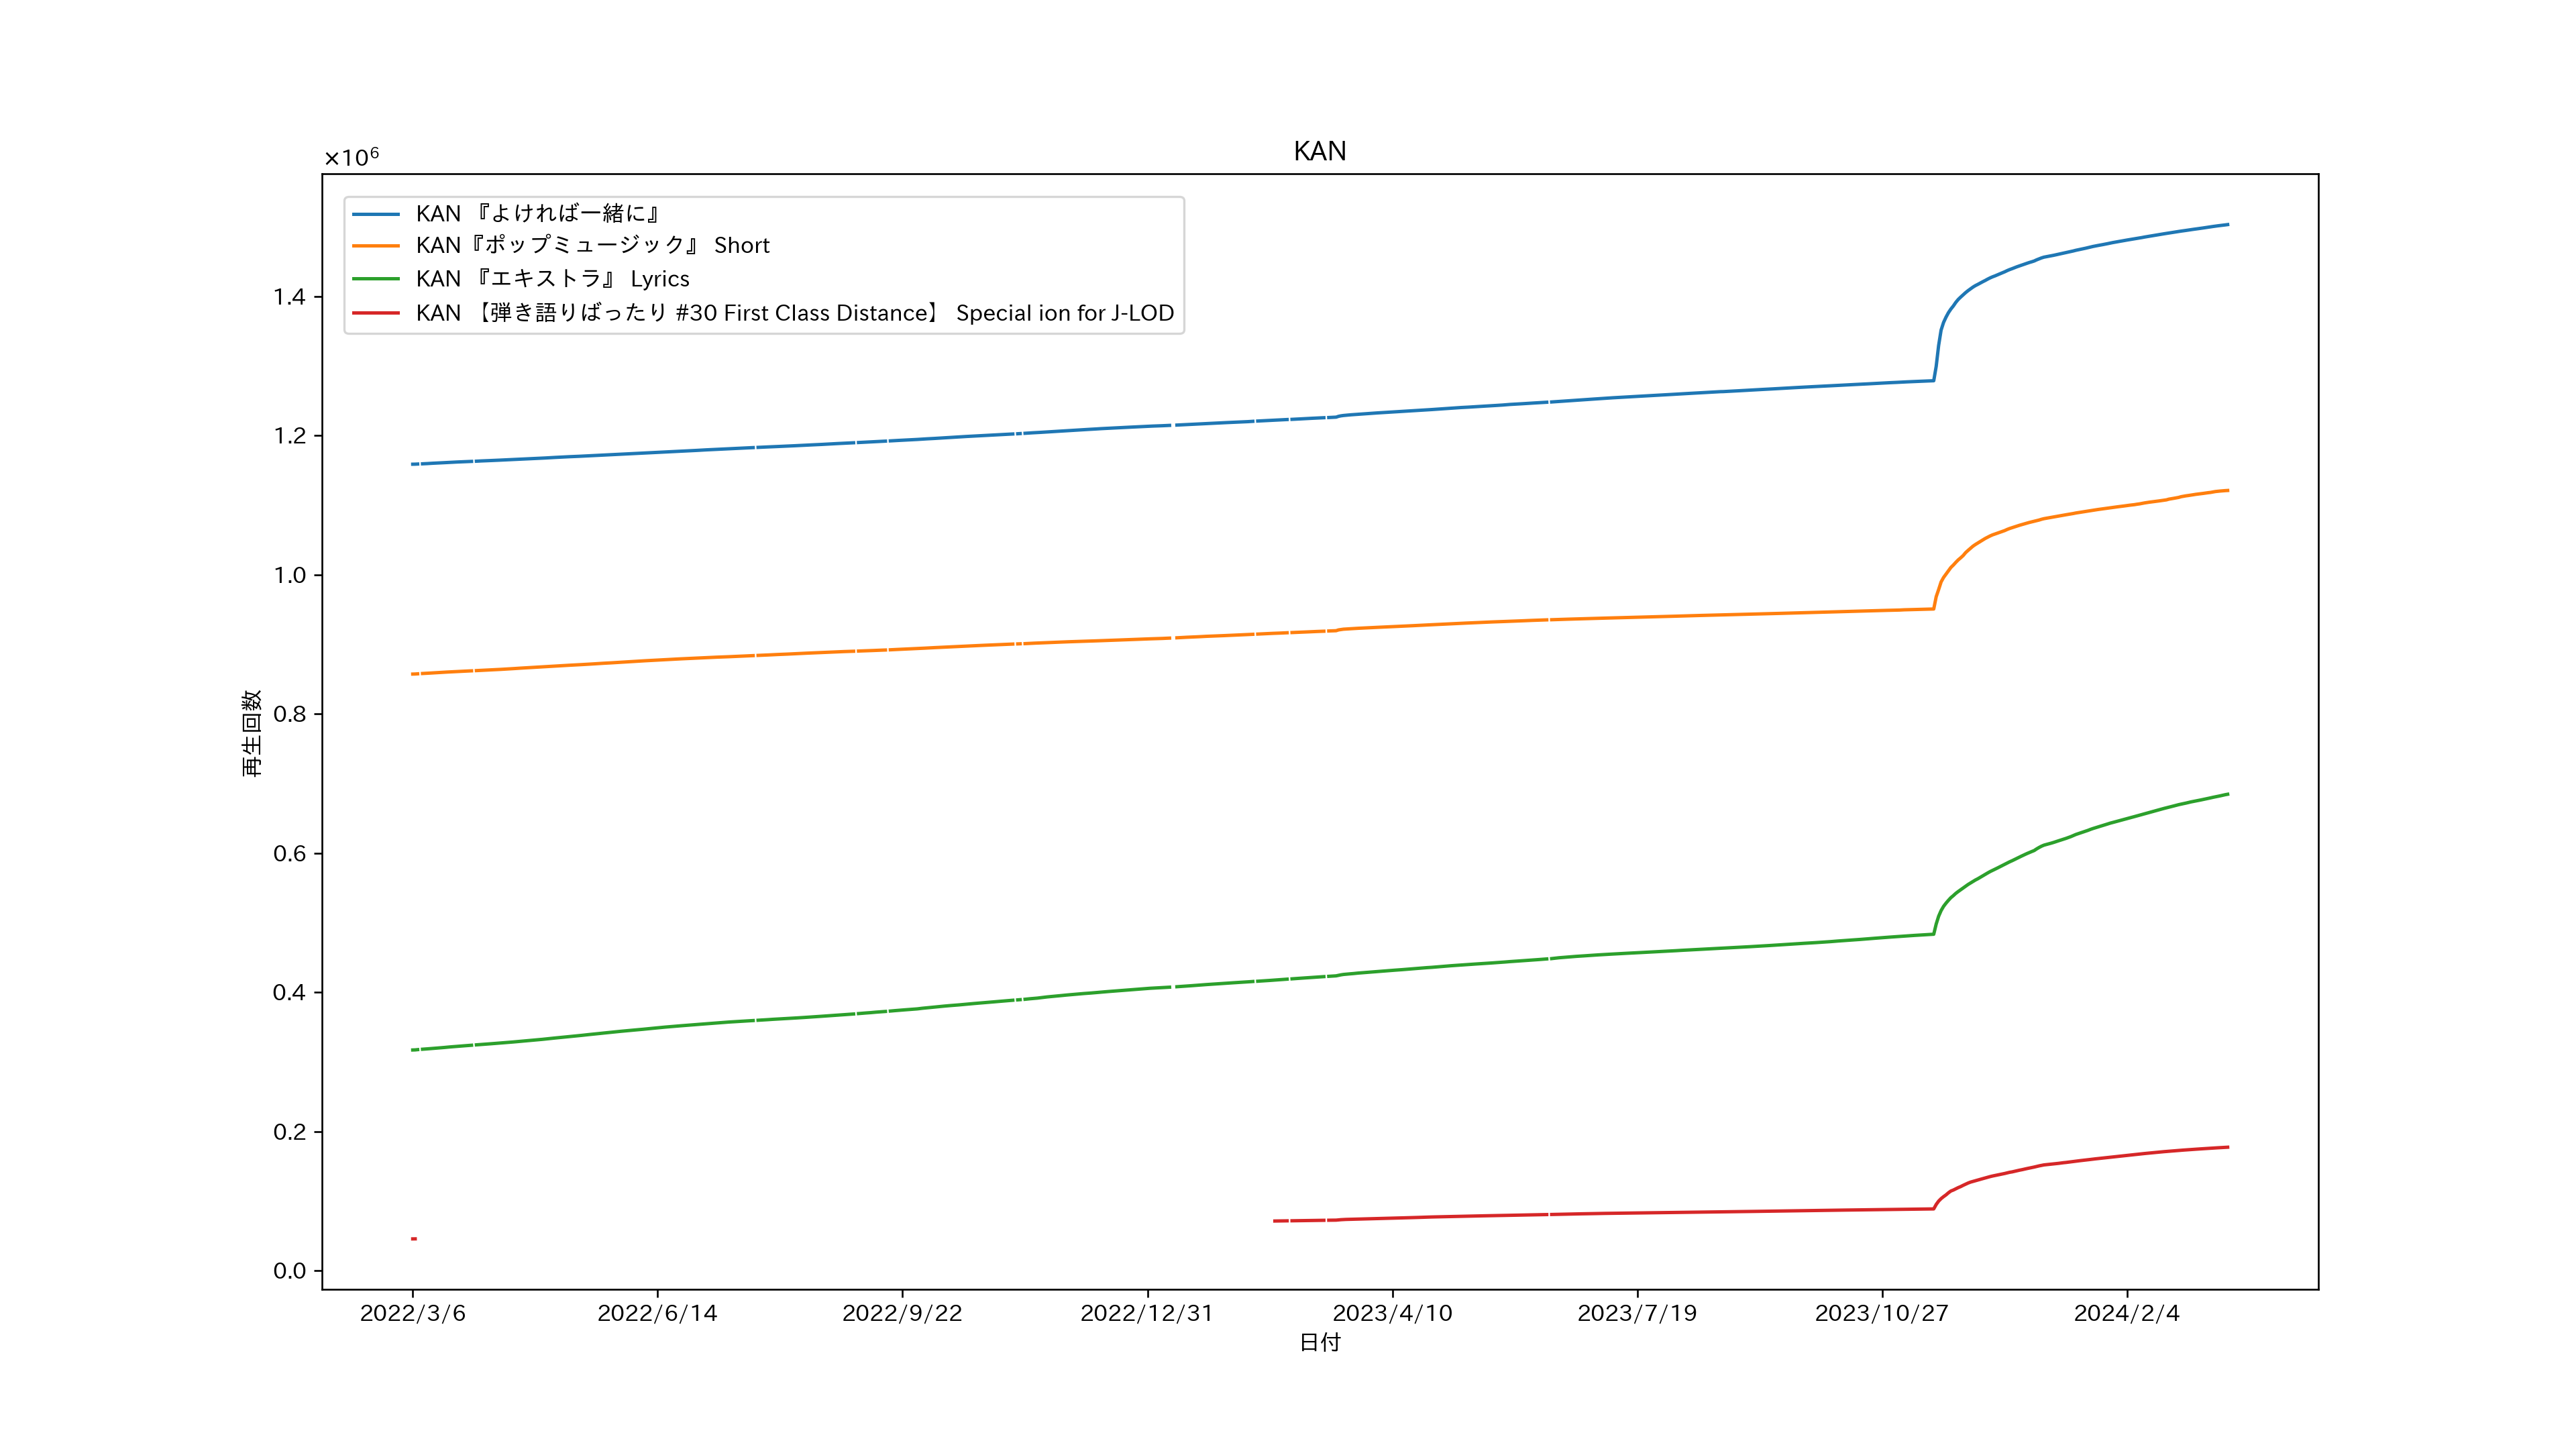 KAN
×10⁶
KAN 『よければ一緒に』
KAN『ポップミュージック』 Short
KAN 『エキストラ』 Lyrics
KAN 【弾き語りばったり #30 First Class Distance】 Special ion for J-LOD
1.4
1.2
1.0
0.8
0.6
0.4
0.2
0.0
再生回数
2022/3/6 2022/6/14 2022/9/22 2022/12/31 2023/4/10 2023/7/19 2023/10/27 2024/2/4
日付